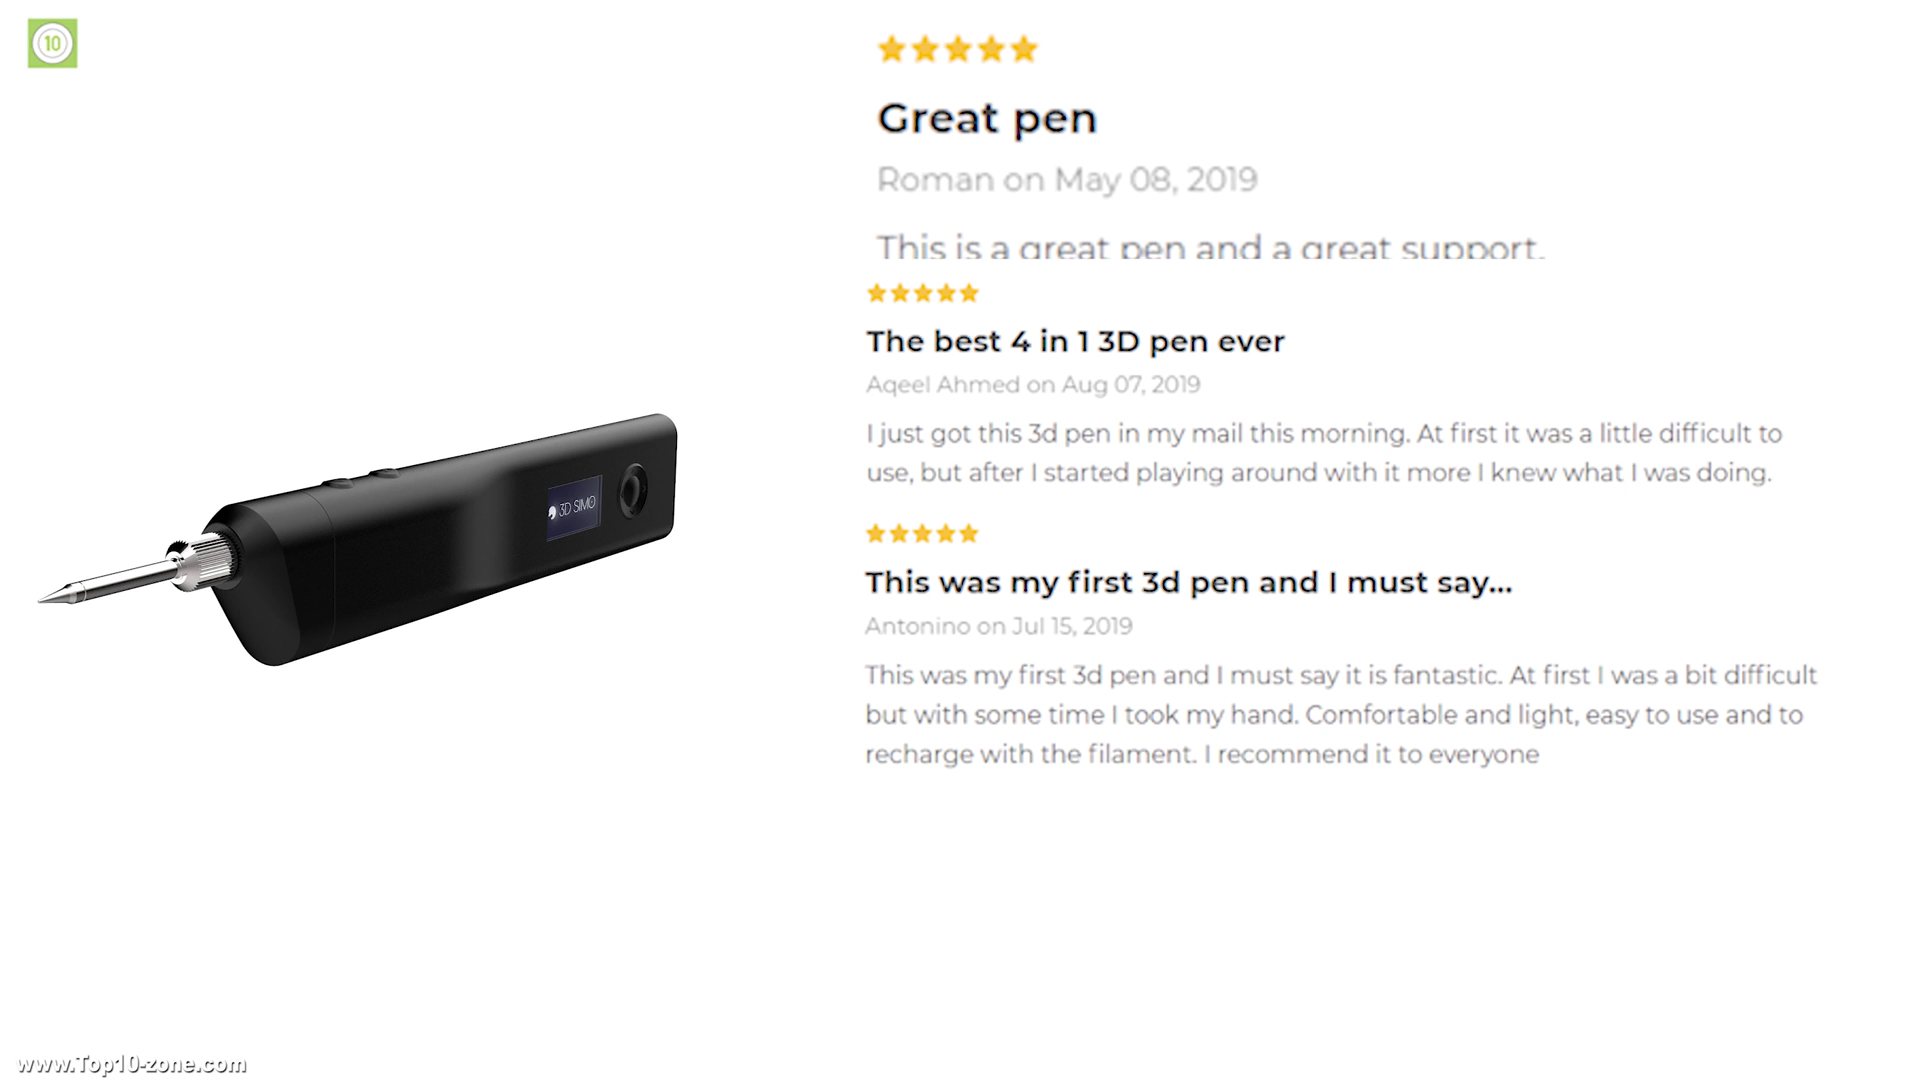 10
Great pen
Roman on May 08, 2019
This is a great pen and a great support.
The best 4 in 1 3D pen ever
Aqeel Ahmed on Aug 07, 2019
I just got this 3d pen in my mail this morning. At first it was a little difficult to
use, but after I started playing around with it more I knew what I was doing.
3D SIMO
This was my first 3d pen and I must say...
Antonino on Jul 15, 2019
This was my first 3d pen and I must say it is fantastic. At first I was a bit difficult
but with some time I took my hand. Comfortable and light, easy to use and to
recharge with the filament. I recommend it to everyone
www.Top10-zone.com